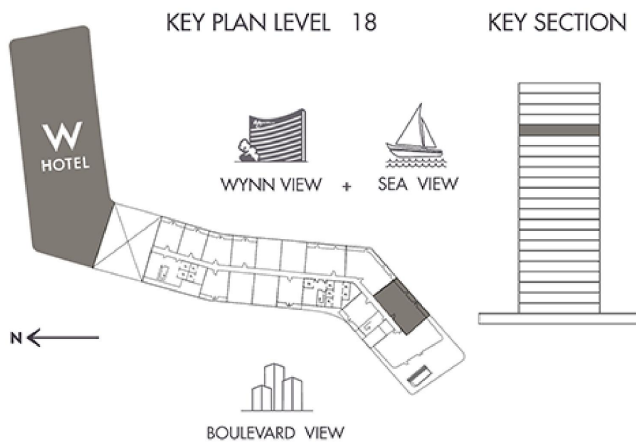 KEY PLAN LEVEL 18
KEY SECTION
W
HOTEL
WYNN VIEW + SEA VIEW
N
BOULEVARD VIEW